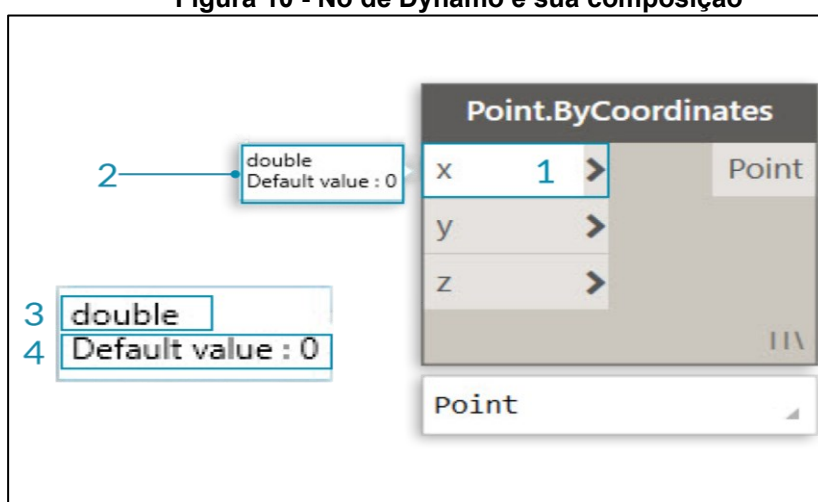 Figura 10 - Nó de Dynamo e sua composição
Point.ByCoordinates
2
double
Default value : 0
x 1 Point
y
z
3 double
4 Default value : 0
Point